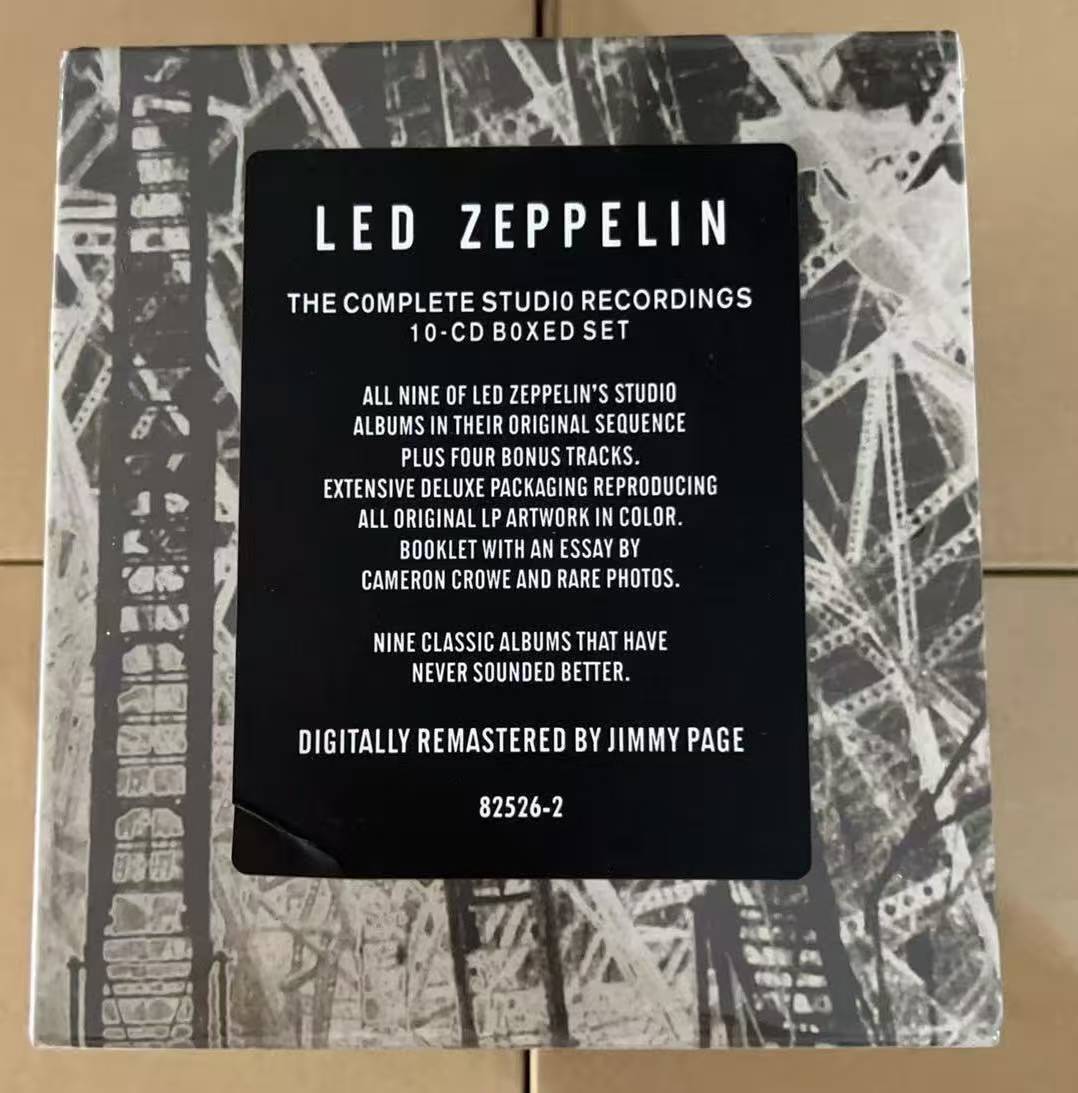 LED ZEPPELIN
THE COMPLETE STUDIO RECORDINGS
10-CD BOXED SET
ALL NINE OF LED ZEPPELIN'S STUDIO
ALBUMS IN THEIR ORIGINAL SEQUENCE
PLUS FOUR BONUS TRACKS.
EXTENSIVE DELUXE PACKAGING REPRODUCING
ALL ORIGINAL LP ARTWORK IN COLOR.
BOOKLET WITH AN ESSAY BY
CAMERON CROWE AND RARE PHOTOS.
NINE CLASSIC ALBUMS THAT HAVE
NEVER SOUNDED BETTER.
DIGITALLY REMASTERED BY JIMMY PAGE
82526-2